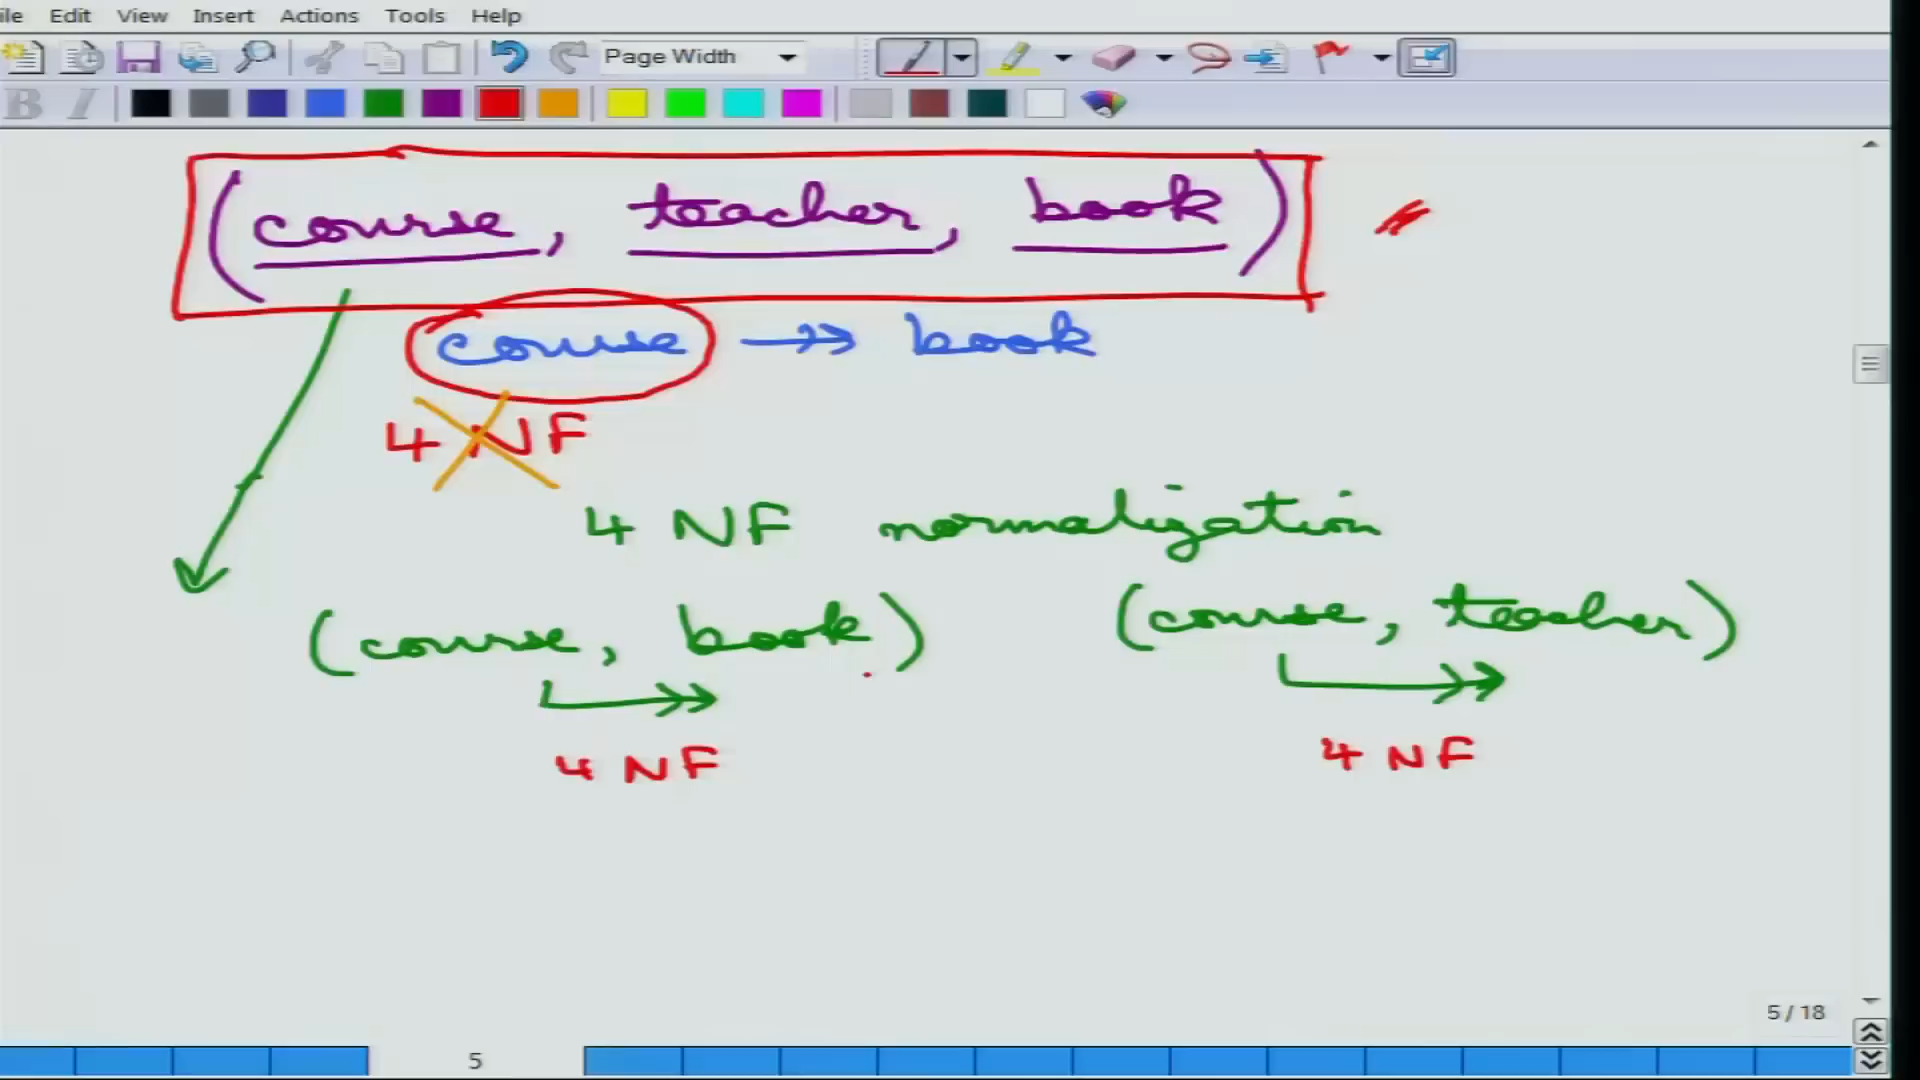 ile Edit View Insert Actions Tools Help
Page Width
B I
(course, teacher, book)
course →→ book
4 NF
4 NF normalization
(course, book) (course, teacher)
4 NF 4 NF
5 / 18
5